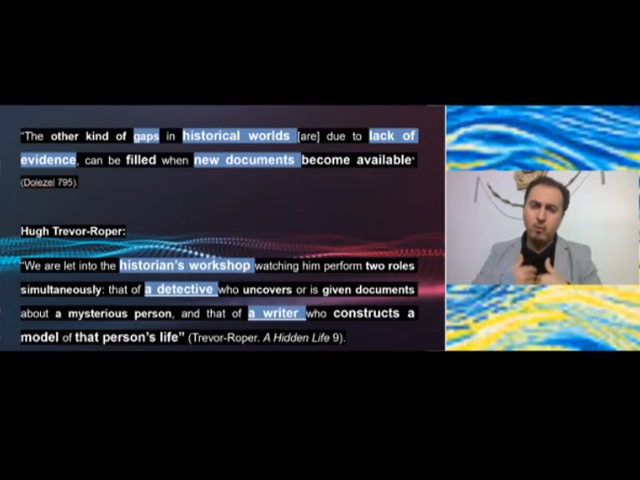 "The other kind of gaps in historical worlds [are] due to lack of
evidence, can be filled when new documents become available"
(Dolezel 795).
Hugh Trevor-Roper:
"We are let into the historian's workshop watching him perform two roles
simultaneously: that of a detective who uncovers or is given documents
about a mysterious person, and that of a writer who constructs a
model of that person's life" (Trevor-Roper. A Hidden Life 9).